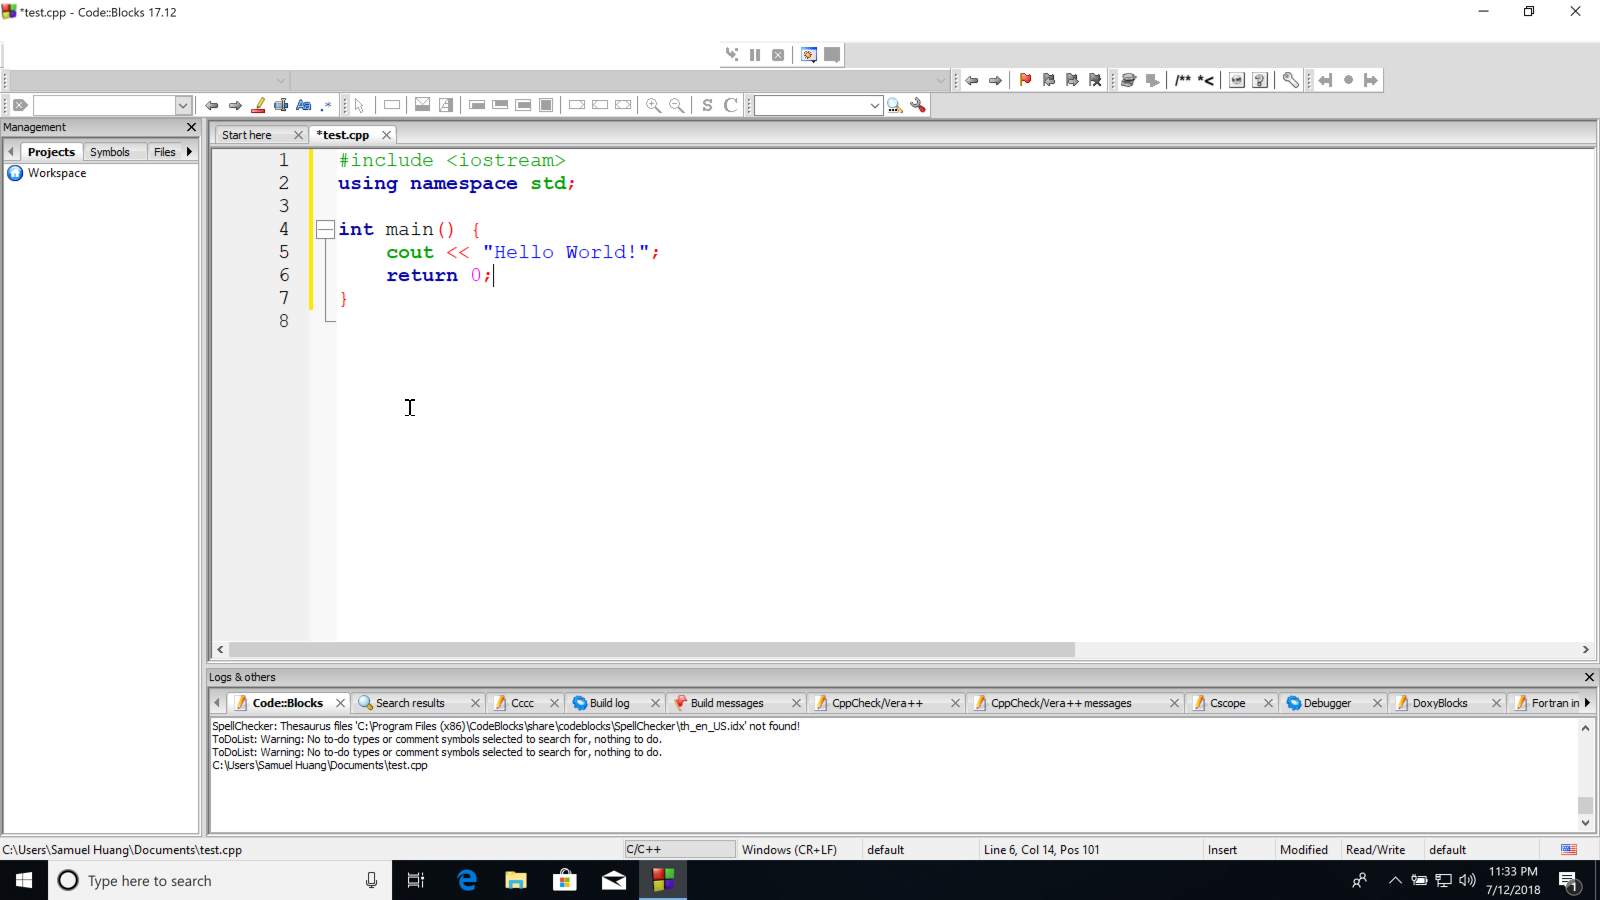 *test.cpp - Code::Blocks 17.12
/** *<
Aa .*
S C
Management
Start here *test.cpp
Projects Symbols Files
Workspace
1 #include <iostream>
2 using namespace std;
3
4 int main() {
5 cout << "Hello World!";
6 return 0;
7 }
8
Logs & others
Code::Blocks Search results Cccc Build log Build messages CppCheck/Vera++ CppCheck/Vera++ messages Cscope Debugger DoxyBlocks Fortran in
SpellChecker: Thesaurus files 'C:\Program Files (x86)\CodeBlocks\share\codeblocks\SpellChecker\th_en_US.idx' not found!
ToDoList: Warning: No to-do types or comment symbols selected to search for, nothing to do.
ToDoList: Warning: No to-do types or comment symbols selected to search for, nothing to do.
C:\Users\Samuel Huang\Documents\test.cpp
C:\Users\Samuel Huang\Documents\test.cpp C/C++ Windows (CR+LF) default Line 6, Col 14, Pos 101 Insert Modified Read/Write default
Type here to search
11:33 PM
7/12/2018
1